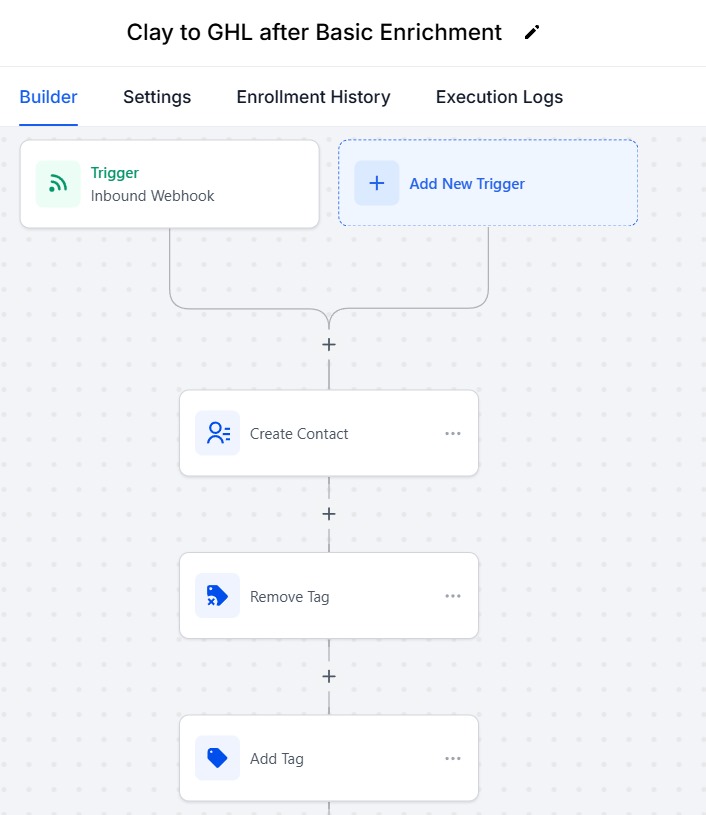 Clay to GHL after Basic Enrichment
Builder Settings Enrollment History Execution Logs
Trigger
Inbound Webhook
Add New Trigger
Create Contact
Remove Tag
Add Tag